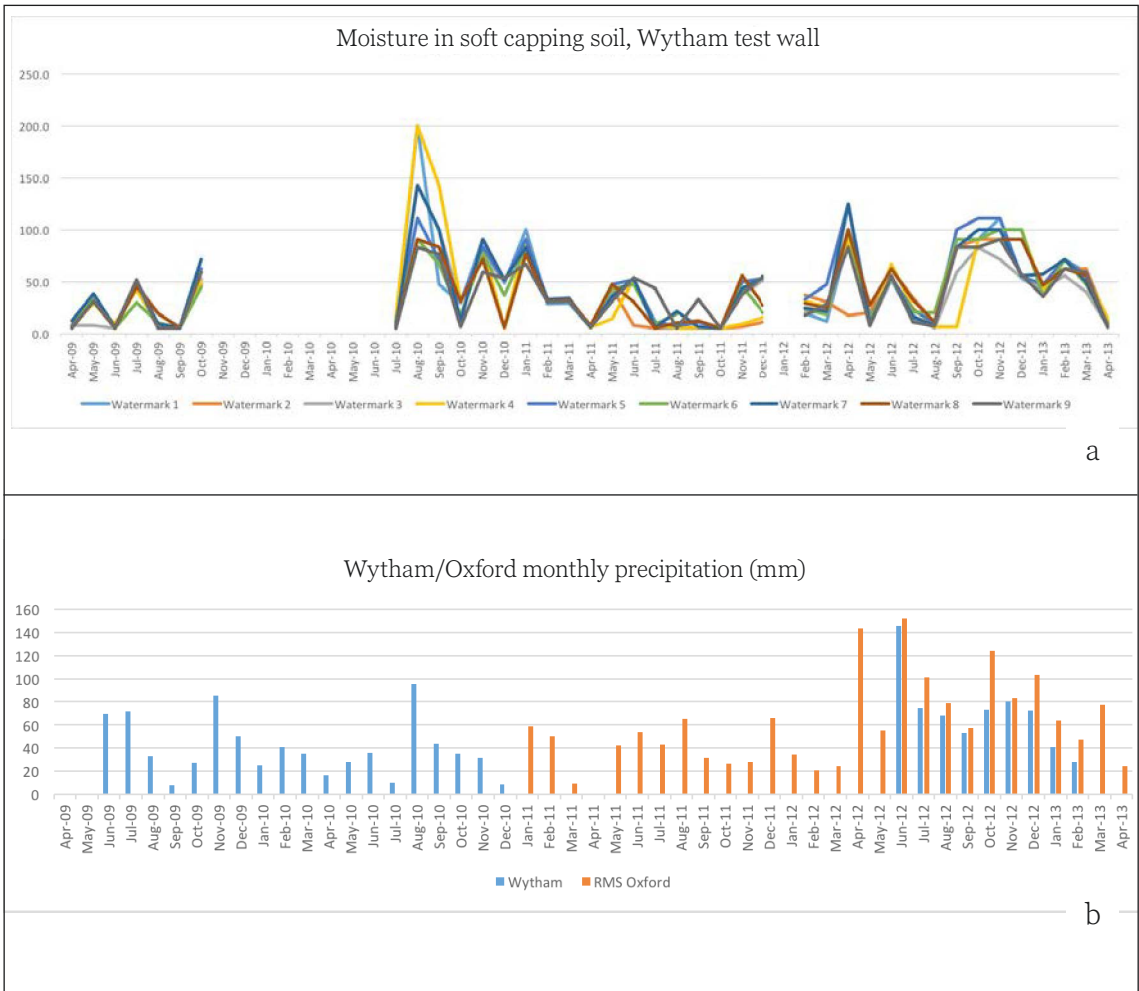 Moisture in soft capping soil, Wytham test wall
250.0
200.0
150.0
100.0
50.0
0.0
Apr-09 May-09 Jun-09 Jul-09 Aug-09 Sep-09 Oct-09 Nov-09 Dec-09 Jan-10 Feb-10 Mar-10 Apr-10 May-10 Jun-10 Jul-10 Aug-10 Sep-10 Oct-10 Nov-10 Dec-10 Jan-11 Feb-11 Mar-11 Apr-11 May-11 Jun-11 Jul-11 Aug-11 Sep-11 Oct-11 Nov-11 Dec-11 Jan-12 Feb-12 Mar-12 Apr-12 May-12 Jun-12 Jul-12 Aug-12 Sep-12 Oct-12 Nov-12 Dec-12 Jan-13 Feb-13 Mar-13 Apr-13
Watermark 1 Watermark 2 Watermark 3 Watermark 4 Watermark 5 Watermark 6 Watermark 7 Watermark 8 Watermark 9
a
Wytham/Oxford monthly precipitation (mm)
160
140
120
100
80
60
40
20
0
Apr-09 May-09 Jun-09 Jul-09 Aug-09 Sep-09 Oct-09 Nov-09 Dec-09 Jan-10 Feb-10 Mar-10 Apr-10 May-10 Jun-10 Jul-10 Aug-10 Sep-10 Oct-10 Nov-10 Dec-10 Jan-11 Feb-11 Mar-11 Apr-11 May-11 Jun-11 Jul-11 Aug-11 Sep-11 Oct-11 Nov-11 Dec-11 Jan-12 Feb-12 Mar-12 Apr-12 May-12 Jun-12 Jul-12 Aug-12 Sep-12 Oct-12 Nov-12 Dec-12 Jan-13 Feb-13 Mar-13 Apr-13
Wytham RMS Oxford
b